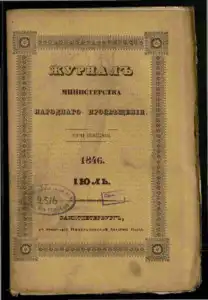 ЖУРНАЛЪ
МИНИСТЕРСТВА
НАРОДНАГО ПРОСВѢЩЕНІЯ
1846.
ІЮЛЬ.
САНКТПЕТЕРБУРГЪ,